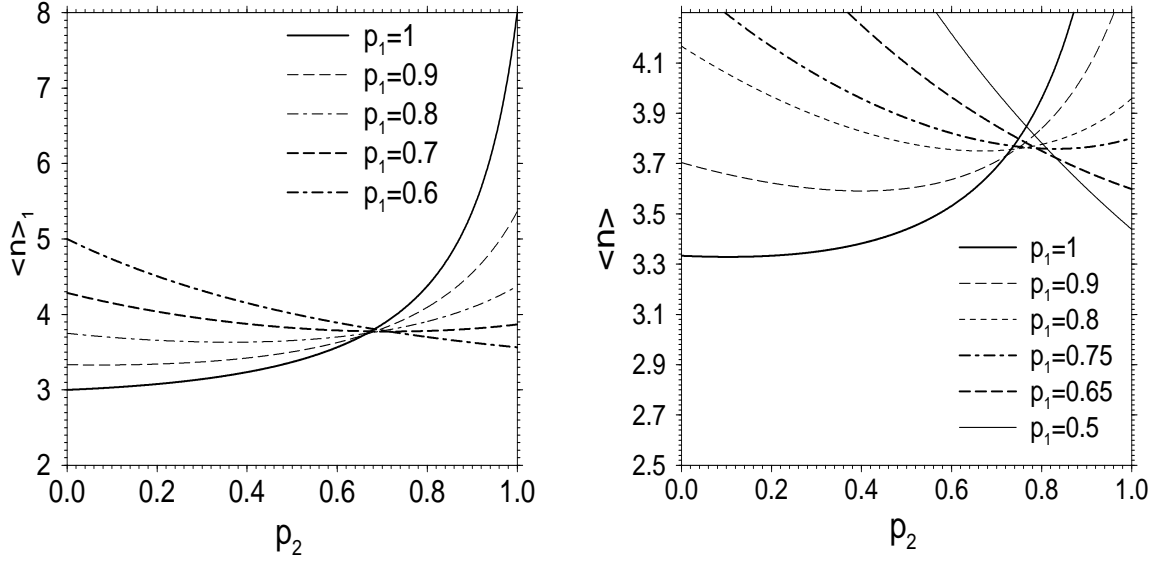 8
7
6
5
4
3
2
<n>₁
0.0 0.2 0.4 0.6 0.8 1.0
p₂
p₁=1
p₁=0.9
p₁=0.8
p₁=0.7
p₁=0.6
4.1
3.9
3.7
3.5
3.3
3.1
2.9
2.7
2.5
<n>
0.0 0.2 0.4 0.6 0.8 1.0
p₂
p₁=1
p₁=0.9
p₁=0.8
p₁=0.75
p₁=0.65
p₁=0.5